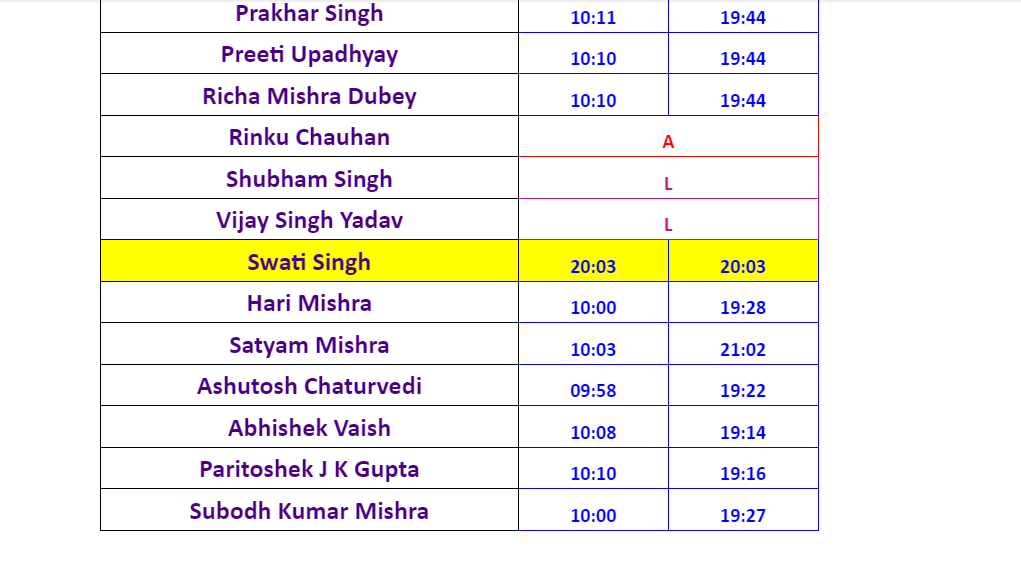 Prakhar Singh 10:11 19:44
Preeti Upadhyay 10:10 19:44
Richa Mishra Dubey 10:10 19:44
Rinku Chauhan A
Shubham Singh L
Vijay Singh Yadav L
Swati Singh 20:03 20:03
Hari Mishra 10:00 19:28
Satyam Mishra 10:03 21:02
Ashutosh Chaturvedi 09:58 19:22
Abhishek Vaish 10:08 19:14
Paritoshek J K Gupta 10:10 19:16
Subodh Kumar Mishra 10:00 19:27